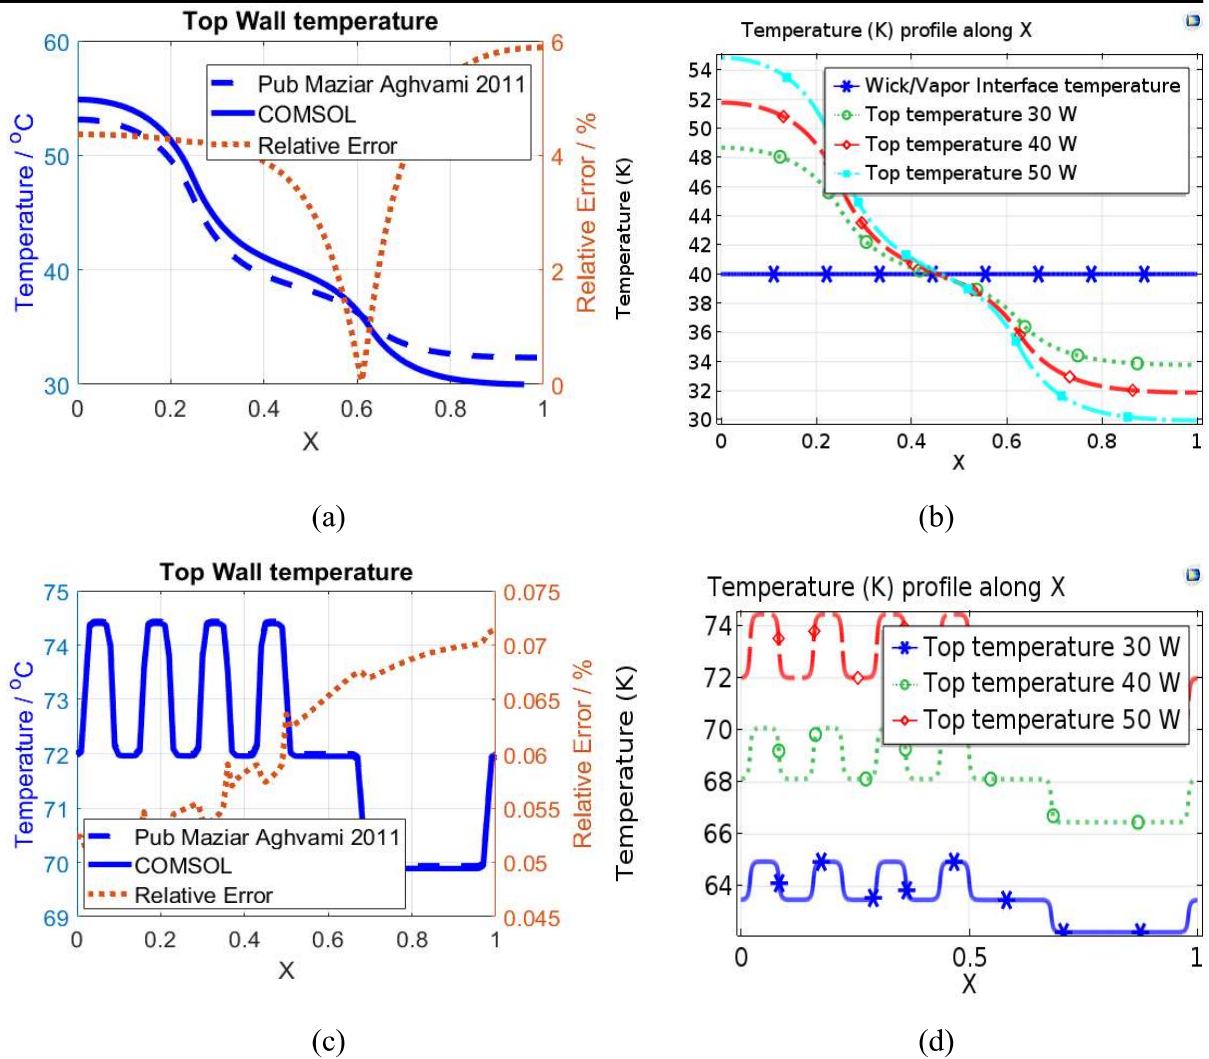 Top Wall temperature
60
50
40
30
Temperature / °C
6
4
2
0
Relative Error / %
Pub Maziar Aghvami 2011
COMSOL
Relative Error
0 0.2 0.4 0.6 0.8 1
X
(a)
Temperature (K) profile along X
54
52
50
48
46
44
42
40
38
36
34
32
30
Temperature (K)
Wick/Vapor Interface temperature
Top temperature 30 W
Top temperature 40 W
Top temperature 50 W
0 0.2 0.4 0.6 0.8 1
X
(b)
Top Wall temperature
75
74
73
72
71
70
69
Temperature / °C
0.075
0.07
0.065
0.06
0.055
0.05
0.045
Relative Error / %
Pub Maziar Aghvami 2011
COMSOL
Relative Error
0 0.2 0.4 0.6 0.8 1
X
(c)
Temperature (K) profile along X
74
72
70
68
66
64
Temperature (K)
Top temperature 30 W
Top temperature 40 W
Top temperature 50 W
0 0.5 1
X
(d)